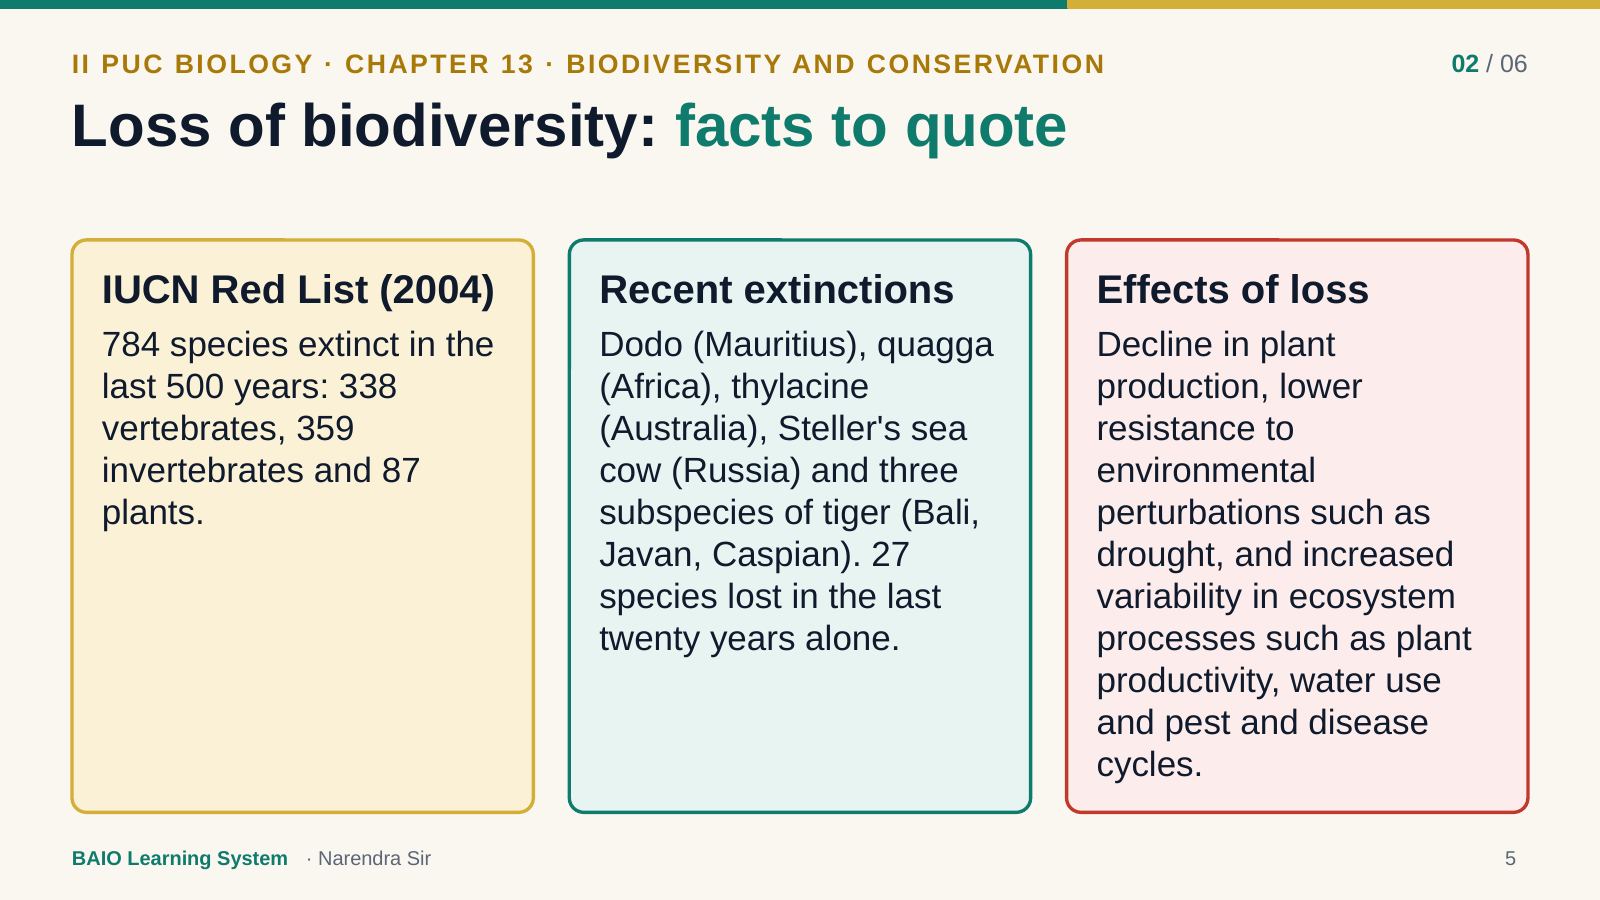 II PUC BIOLOGY · CHAPTER 13 · BIODIVERSITY AND CONSERVATION
02 / 06
Loss of biodiversity: facts to quote
IUCN Red List (2004)
784 species extinct in the
last 500 years: 338
vertebrates, 359
invertebrates and 87
plants.
Recent extinctions
Dodo (Mauritius), quagga
(Africa), thylacine
(Australia), Steller's sea
cow (Russia) and three
subspecies of tiger (Bali,
Javan, Caspian). 27
species lost in the last
twenty years alone.
Effects of loss
Decline in plant
production, lower
resistance to
environmental
perturbations such as
drought, and increased
variability in ecosystem
processes such as plant
productivity, water use
and pest and disease
cycles.
BAIO Learning System · Narendra Sir
5